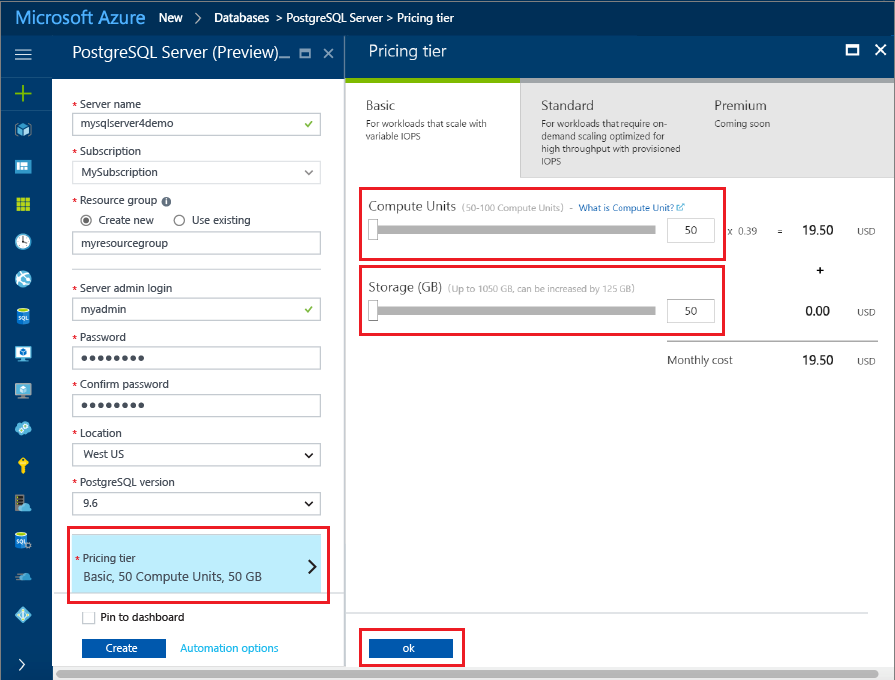 Microsoft Azure New > Databases > PostgreSQL Server > Pricing tier
PostgreSQL Server (Preview)
* Server name
mysqlserver4demo
* Subscription
MySubscription
* Resource group
Create new Use existing
myresourcegroup
* Server admin login
myadmin
* Password
* Confirm password
* Location
West US
* PostgreSQL version
9.6
* Pricing tier
Basic, 50 Compute Units, 50 GB
Pin to dashboard
Create Automation options
Pricing tier
Basic
For workloads that scale with
variable IOPS
Standard
For workloads that require on-
demand scaling optimized for
high throughput with provisioned
IOPS
Premium
Coming soon
Compute Units (50-100 Compute Units) - What is Compute Unit?
50 x 0.39 = 19.50 USD
+
Storage (GB) (Up to 1050 GB, can be increased by 125 GB)
50 0.00 USD
Monthly cost 19.50 USD
ok
SQL
SQL